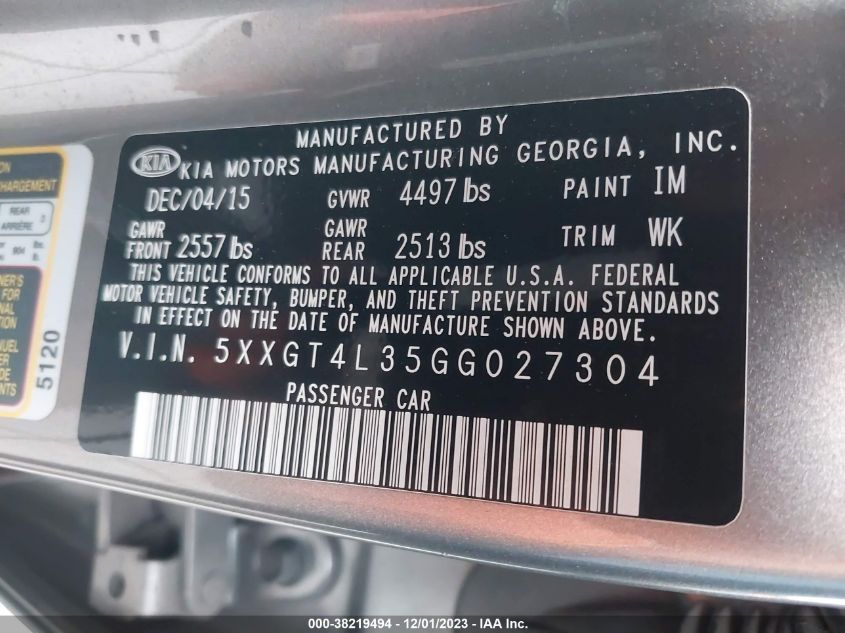 MANUFACTURED BY
KIA KIA MOTORS MANUFACTURING GEORGIA, INC.
DEC/04/15 GVWR 4497 lbs PAINT IM
GAWR FRONT 2557 lbs GAWR REAR 2513 lbs TRIM WK
THIS VEHICLE CONFORMS TO ALL APPLICABLE U.S.A. FEDERAL
MOTOR VEHICLE SAFETY, BUMPER, AND THEFT PREVENTION STANDARDS
IN EFFECT ON THE DATE OF MANUFACTURE SHOWN ABOVE.
V.I.N. 5XXGT4L35GG027304
PASSENGER CAR
REAR
ARRIÈRE
5120
000-38219494 - 12/01/2023 - IAA Inc.